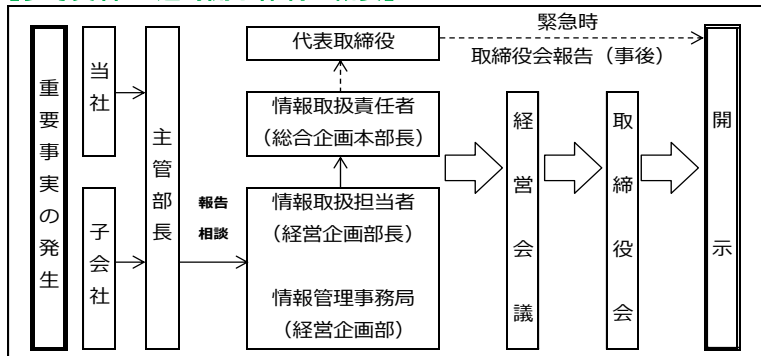 重要事実の発生
当社
子会社
主管部長
報告
相談
代表取締役
情報取扱責任者
（総合企画本部長）
情報取扱担当者
（経営企画部長）
情報管理事務局
（経営企画部）
緊急時
取締役会報告（事後）
経営会議
取締役会
開示